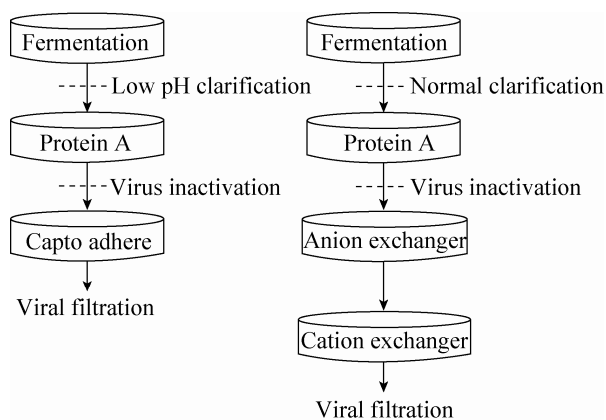 Fermentation
Low pH clarification
Protein A
Virus inactivation
Capto adhere
Viral filtration
Fermentation
Normal clarification
Protein A
Virus inactivation
Anion exchanger
Cation exchanger
Viral filtration